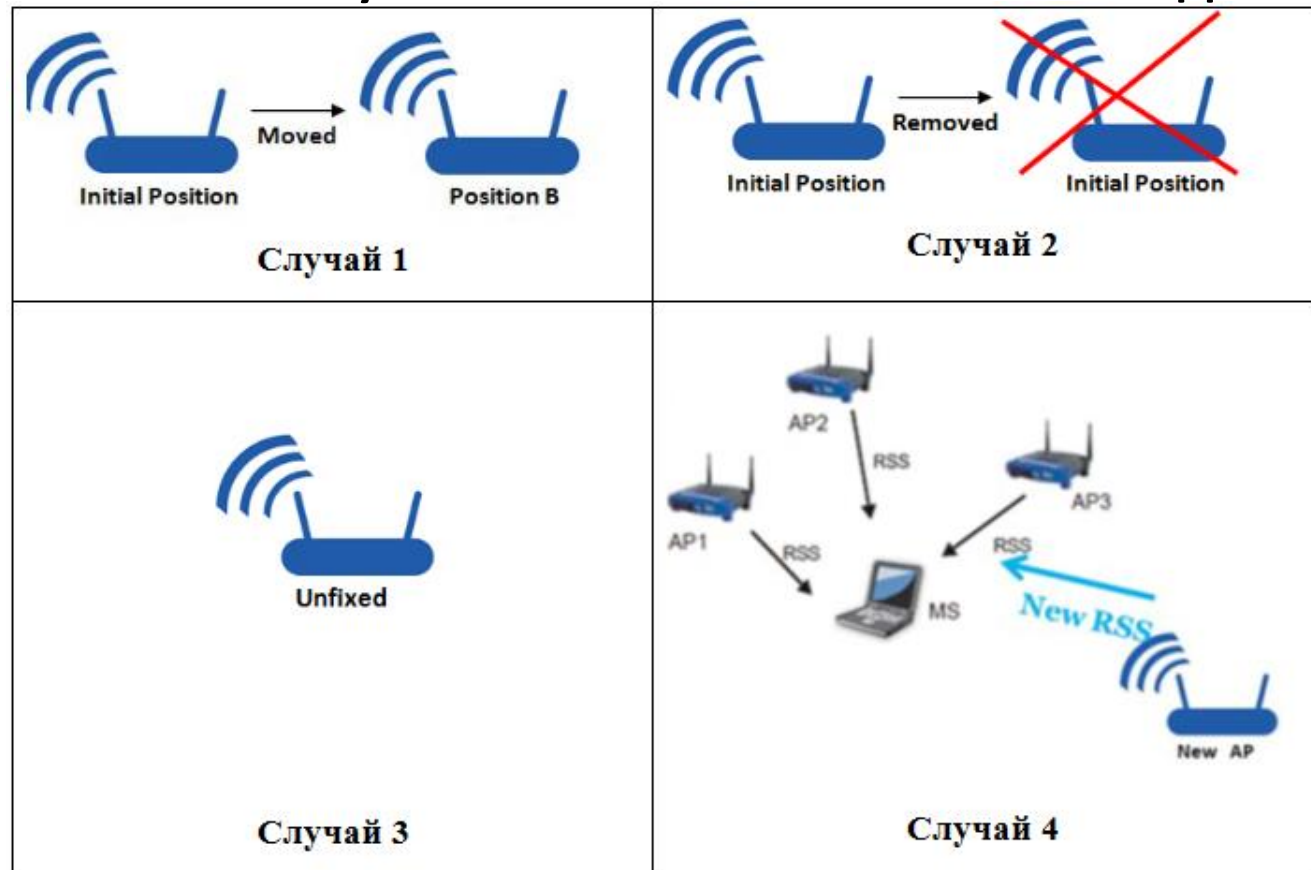 Moved
Initial Position
Position B
Случай 1
Removed
Initial Position
Initial Position
Случай 2
Unfixed
Случай 3
AP2
RSS
AP3
AP1
RSS
RSS
MS
New RSS
New AP
Случай 4